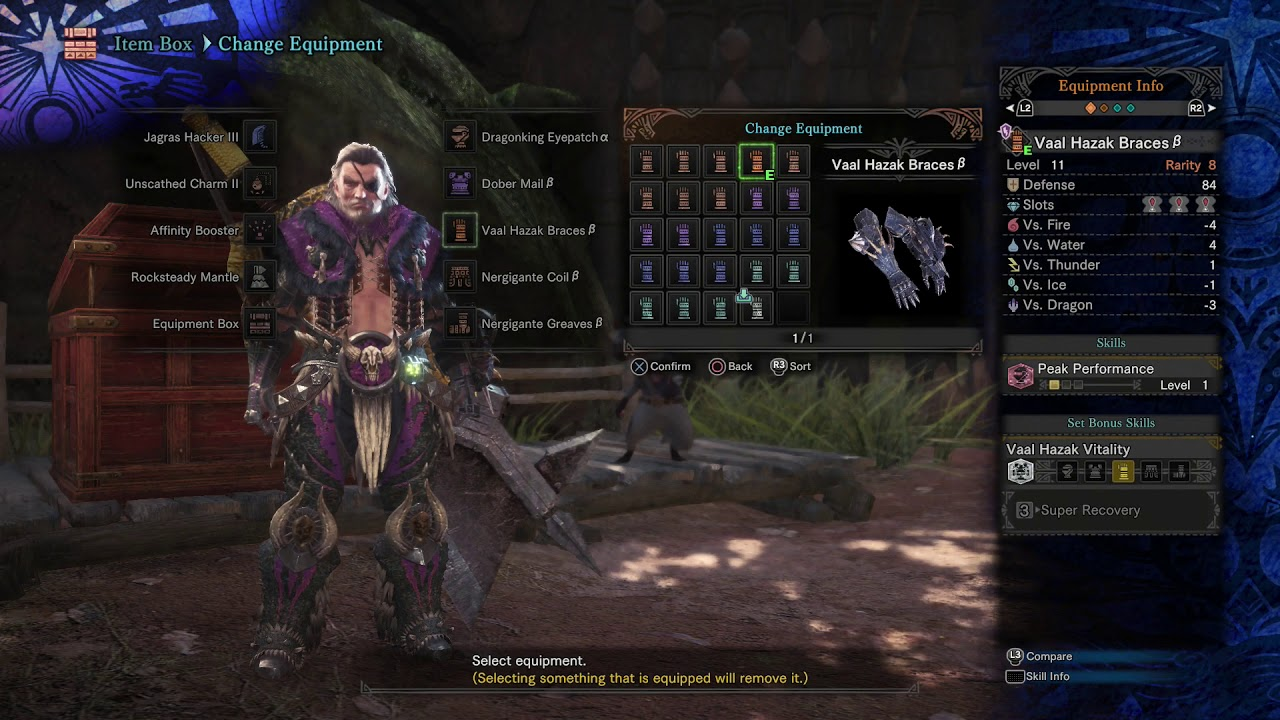 Item Box Change Equipment
Jagras Hacker III
Unscathed Charm II
Affinity Booster
Rocksteady Mantle
Equipment Box
Dragonking Eyepatch α
Dober Mail β
Vaal Hazak Braces β
Nergigante Coil β
Nergigante Greaves β
Change Equipment
E
Vaal Hazak Braces β
1/1
Confirm Back R3 Sort
Equipment Info
L2 R2
E Vaal Hazak Braces β
Level 11 Rarity 8
Defense 84
Slots
Vs. Fire -4
Vs. Water 4
Vs. Thunder 1
Vs. Ice -1
Vs. Dragon -3
Skills
Peak Performance
Level 1
Set Bonus Skills
Vaal Hazak Vitality
3 Super Recovery
Select equipment.
(Selecting something that is equipped will remove it.)
L3 Compare
Skill Info